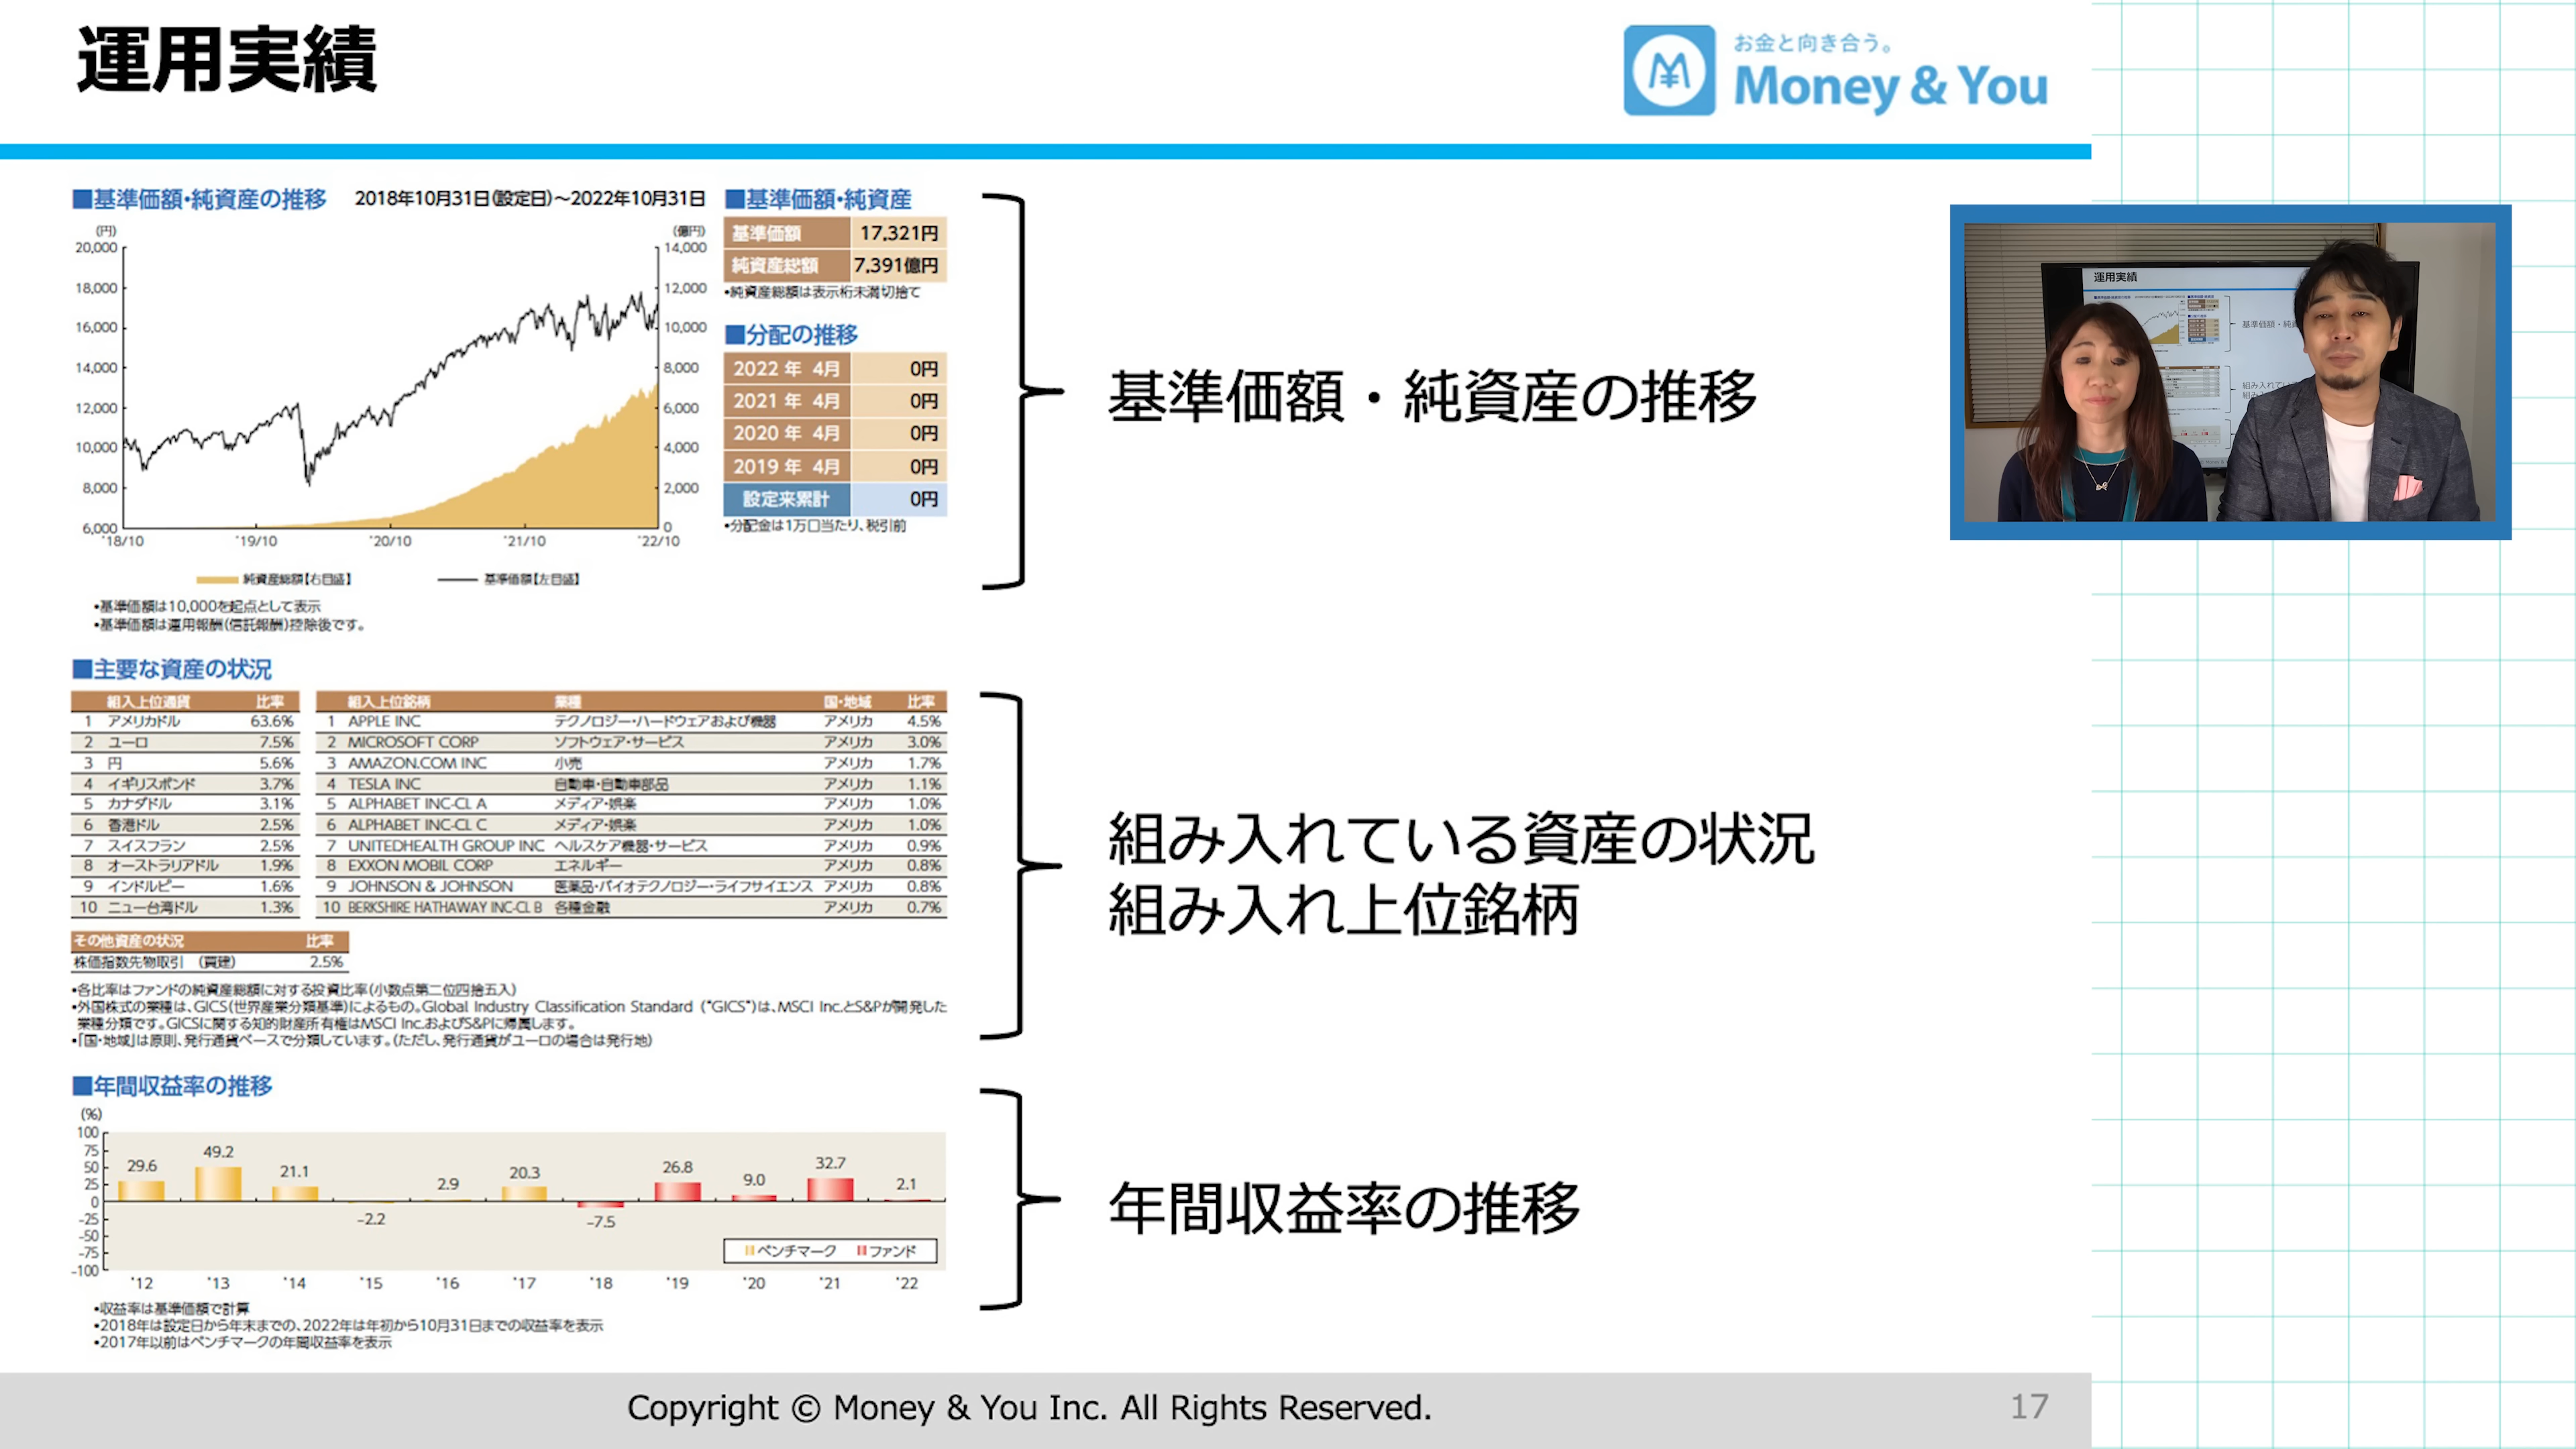 運用実績
お金と向き合う。
Money & You
■基準価額・純資産の推移 2018年10月31日(設定日)～2022年10月31日
(円) (億円)
20,000 14,000
18,000 12,000
16,000 10,000
14,000 8,000
12,000 6,000
10,000 4,000
8,000 2,000
6,000 0
'18/10 '19/10 '20/10 '21/10 '22/10
純資産総額【右目盛】 基準価額【左目盛】
•基準価額は10,000を起点として表示
•基準価額は運用報酬(信託報酬)控除後です。
■基準価額・純資産
基準価額 17,321円
純資産総額 7,391億円
•純資産総額は表示桁未満切捨て
■分配の推移
2022 年 4月 0円
2021 年 4月 0円
2020 年 4月 0円
2019 年 4月 0円
設定来累計 0円
•分配金は1万口当たり、税引前
基準価額・純資産の推移
■主要な資産の状況
組入上位通貨 比率
1 アメリカドル 63.6%
2 ユーロ 7.5%
3 円 5.6%
4 イギリスポンド 3.7%
5 カナダドル 3.1%
6 香港ドル 2.5%
7 スイスフラン 2.5%
8 オーストラリアドル 1.9%
9 インドルピー 1.6%
10 ニュー台湾ドル 1.3%
組入上位銘柄 業種 国・地域 比率
1 APPLE INC テクノロジー・ハードウェアおよび機器 アメリカ 4.5%
2 MICROSOFT CORP ソフトウェア・サービス アメリカ 3.0%
3 AMAZON.COM INC 小売 アメリカ 1.7%
4 TESLA INC 自動車・自動車部品 アメリカ 1.1%
5 ALPHABET INC-CL A メディア・娯楽 アメリカ 1.0%
6 ALPHABET INC-CL C メディア・娯楽 アメリカ 1.0%
7 UNITEDHEALTH GROUP INC ヘルスケア機器・サービス アメリカ 0.9%
8 EXXON MOBIL CORP エネルギー アメリカ 0.8%
9 JOHNSON & JOHNSON 医薬品・バイオテクノロジー・ライフサイエンス アメリカ 0.8%
10 BERKSHIRE HATHAWAY INC-CL B 各種金融 アメリカ 0.7%
その他資産の状況 比率
株価指数先物取引 (買建) 2.5%
•各比率はファンドの純資産総額に対する投資比率(小数点第二位四捨五入)
•外国株式の業種は、GICS(世界産業分類基準)によるもの。Global Industry Classification Standard ("GICS")は、MSCI Inc.とS&Pが開発した
業種分類です。GICSに関する知的財産所有権はMSCI Inc.およびS&Pに帰属します。
•「国・地域」は原則、発行通貨ベースで分類しています。(ただし、発行通貨がユーロの場合は発行地)
組み入れている資産の状況
組み入れ上位銘柄
■年間収益率の推移
(%)
100
75
50
25
0
-25
-50
-75
-100
29.6 49.2 21.1 -2.2 2.9 20.3 -7.5 26.8 9.0 32.7 2.1
ベンチマーク ファンド
'12 '13 '14 '15 '16 '17 '18 '19 '20 '21 '22
•収益率は基準価額で計算
•2018年は設定日から年末までの、2022年は年初から10月31日までの収益率を表示
•2017年以前はベンチマークの年間収益率を表示
年間収益率の推移
運用実績
Copyright © Money & You Inc. All Rights Reserved.
17